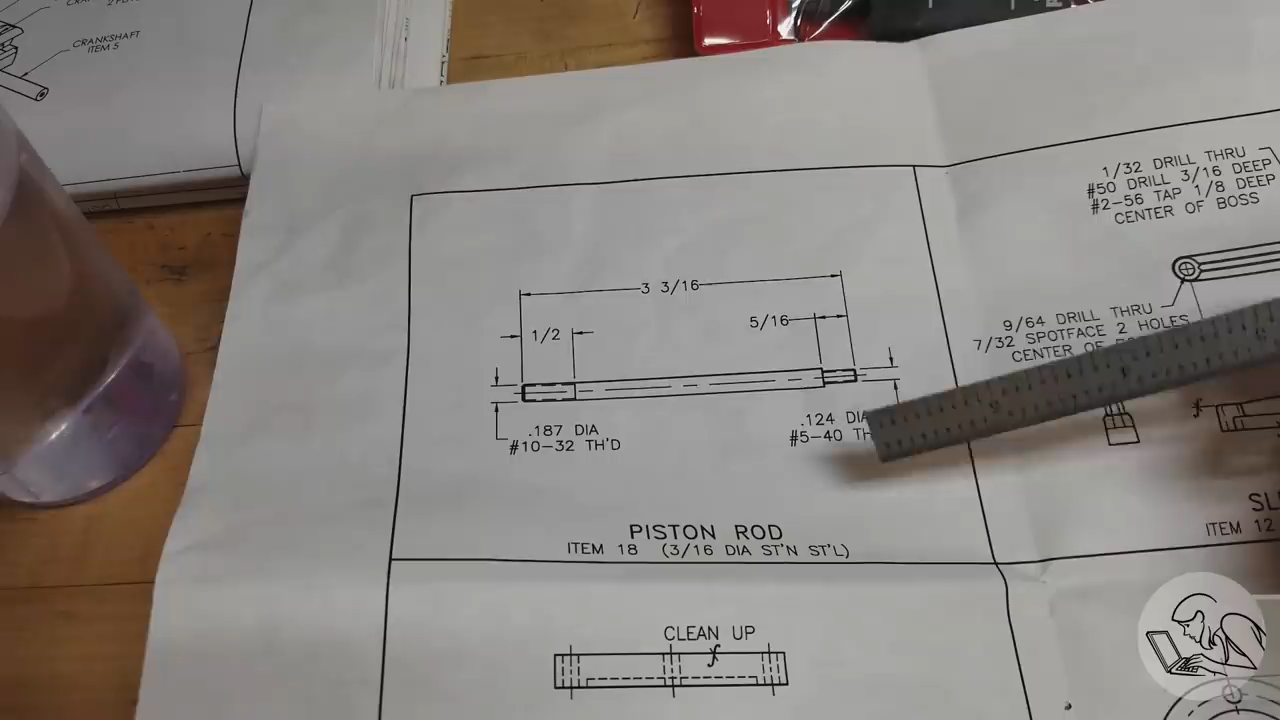 CRANKSHAFT
ITEM 5
1/32 DRILL THRU
#50 DRILL 3/16 DEEP
#2-56 TAP 1/8 DEEP
CENTER OF BOSS
3 3/16
1/2
5/16
9/64 DRILL THRU
7/32 SPOTFACE 2 HOLES
CENTER OF
.187 DIA
#10-32 TH'D
.124 DIA
#5-40
PISTON ROD
ITEM 18 (3/16 DIA ST'N ST'L)
ITEM 12
CLEAN UP